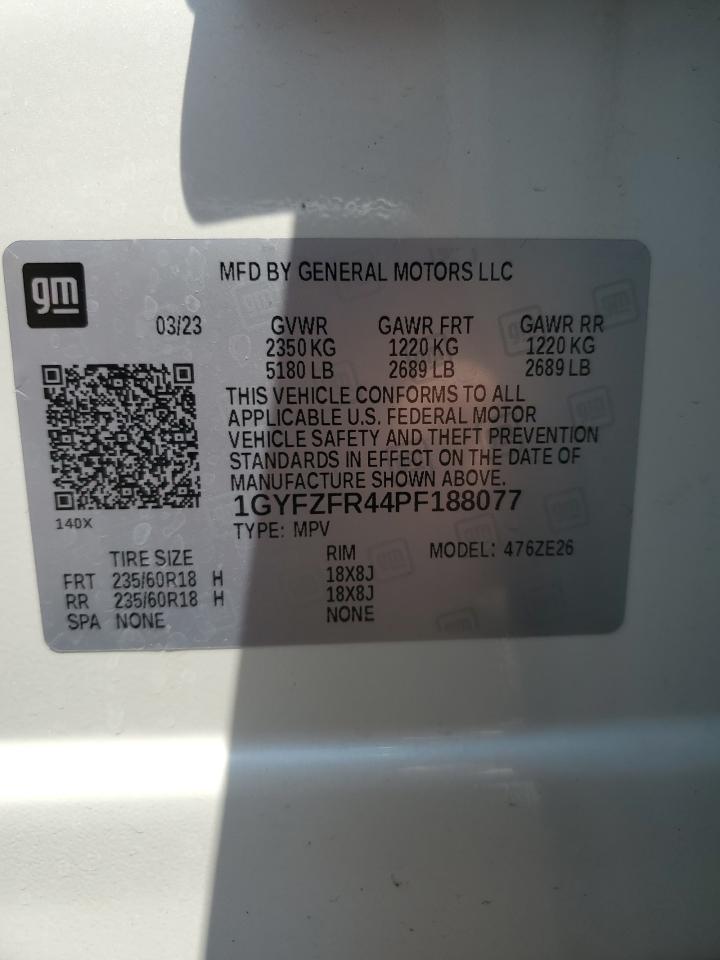 gm
MFD BY GENERAL MOTORS LLC
03/23 GVWR GAWR FRT GAWR RR
2350 KG 1220 KG 1220 KG
5180 LB 2689 LB 2689 LB
THIS VEHICLE CONFORMS TO ALL
APPLICABLE U.S. FEDERAL MOTOR
VEHICLE SAFETY AND THEFT PREVENTION
STANDARDS IN EFFECT ON THE DATE OF
MANUFACTURE SHOWN ABOVE.
1GYFZFR44PF188077
140X
TYPE: MPV
TIRE SIZE RIM MODEL: 476ZE26
FRT 235/60R18 H 18X8J
RR 235/60R18 H 18X8J
SPA NONE NONE